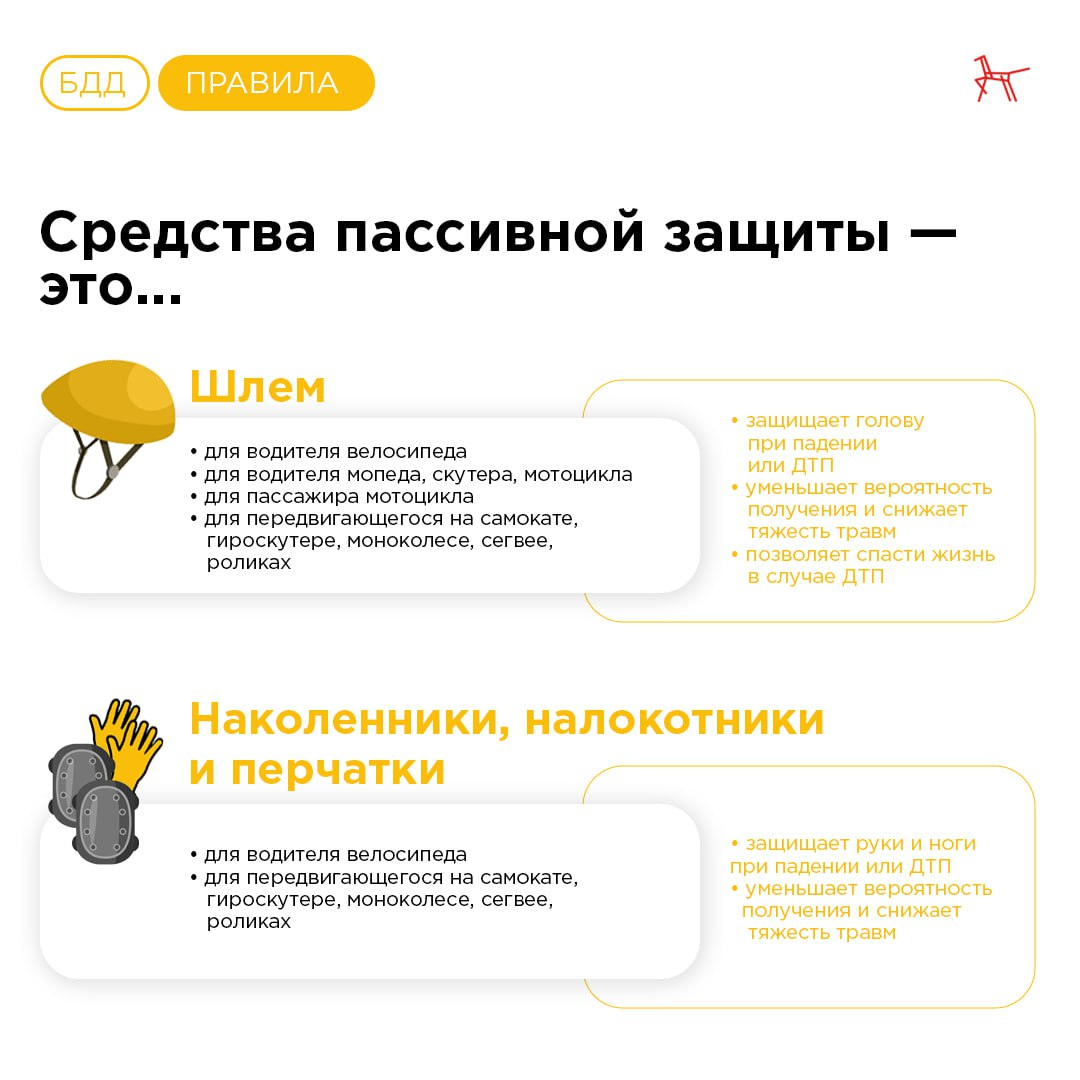 БДД
ПРАВИЛА
Средства пассивной защиты —
это...
Шлем
• для водителя велосипеда
• для водителя мопеда, скутера, мотоцикла
• для пассажира мотоцикла
• для передвигающегося на самокате,
гироскутере, моноколесе, сегвее,
роликах
• защищает голову
при падении
или ДТП
• уменьшает вероятность
получения и снижает
тяжесть травм
• позволяет спасти жизнь
в случае ДТП
Наколенники, налокотники
и перчатки
• для водителя велосипеда
• для передвигающегося на самокате,
гироскутере, моноколесе, сегвее,
роликах
• защищает руки и ноги
при падении или ДТП
• уменьшает вероятность
получения и снижает
тяжесть травм